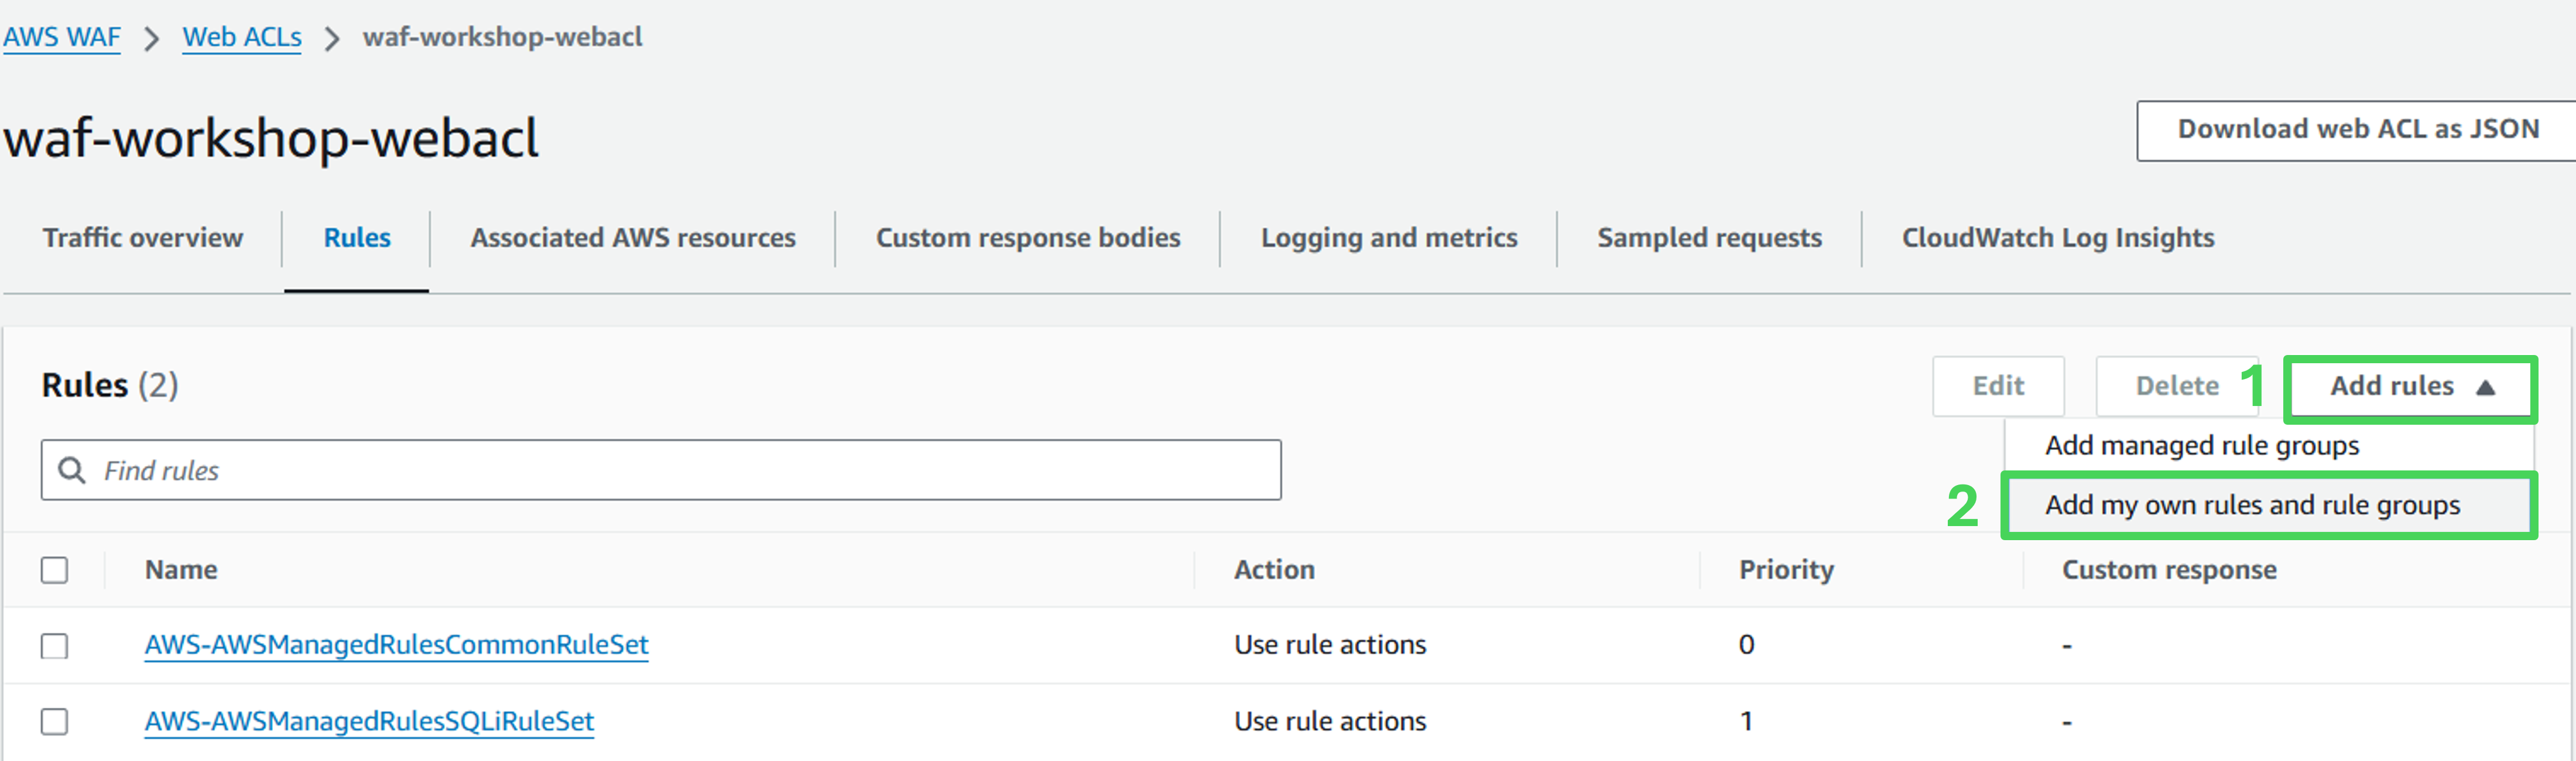 AWS WAF > Web ACLs > waf-workshop-webacl
waf-workshop-webacl
Download web ACL as JSON
Traffic overview
Rules
Associated AWS resources
Custom response bodies
Logging and metrics
Sampled requests
CloudWatch Log Insights
Rules (2)
Edit
Delete
1
Add rules
Add managed rule groups
2
Add my own rules and rule groups
Find rules
Name Action Priority Custom response
AWS-AWSManagedRulesCommonRuleSet Use rule actions 0 -
AWS-AWSManagedRulesSQLiRuleSet Use rule actions 1 -